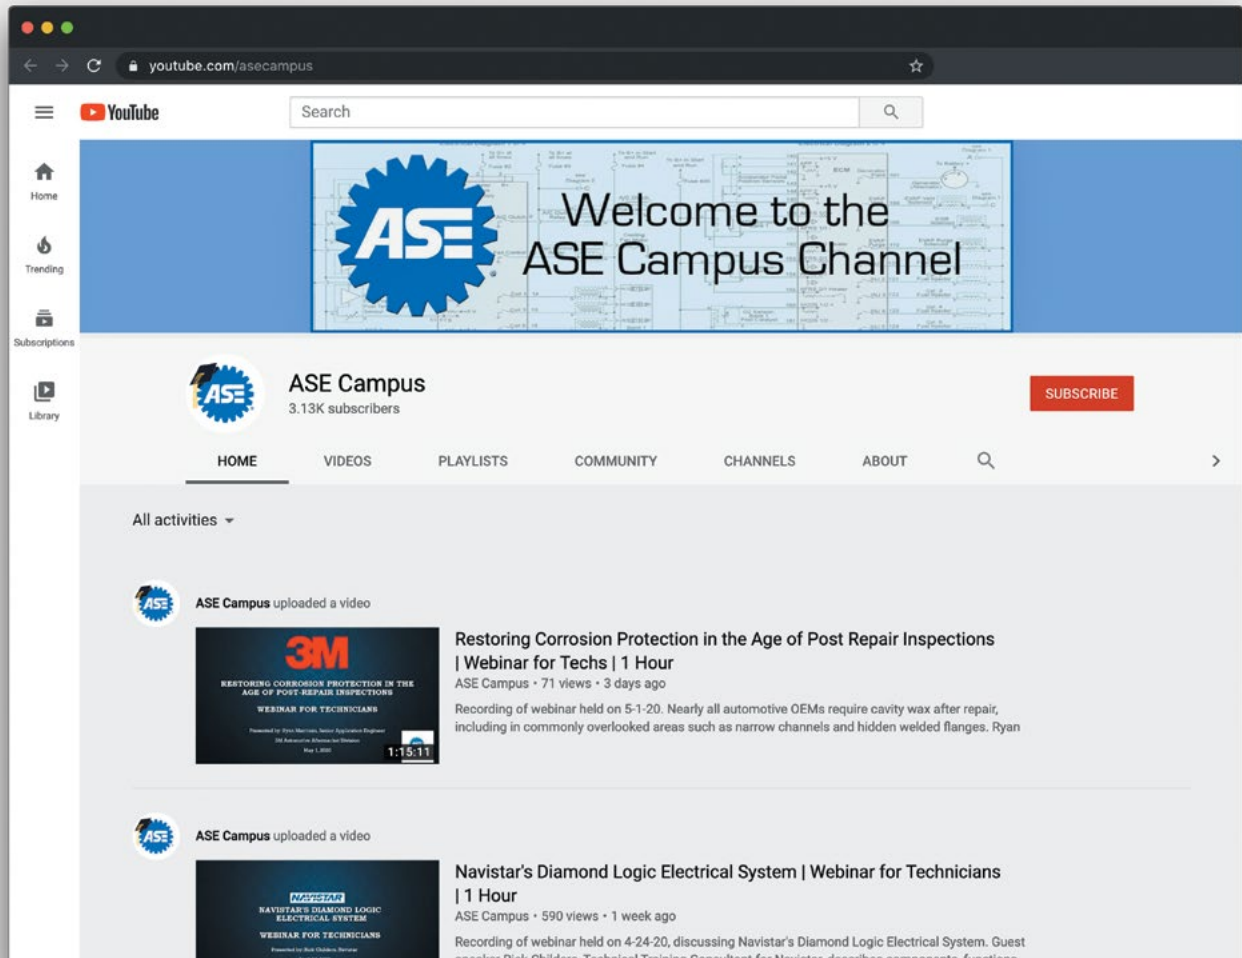 youtube.com/asecampus
YouTube
Search
Home
Trending
Subscriptions
Library
ASE
Welcome to the
ASE Campus Channel
ASE
ASE Campus
3.13K subscribers
SUBSCRIBE
HOME VIDEOS PLAYLISTS COMMUNITY CHANNELS ABOUT
All activities
ASE
ASE Campus uploaded a video
3M
RESTORING CORROSION PROTECTION IN THE
AGE OF POST-REPAIR INSPECTIONS
WEBINAR FOR TECHNICIANS
May 1, 2020
1:15:11
Restoring Corrosion Protection in the Age of Post Repair Inspections
| Webinar for Techs | 1 Hour
ASE Campus • 71 views • 3 days ago
Recording of webinar held on 5-1-20. Nearly all automotive OEMs require cavity wax after repair,
including in commonly overlooked areas such as narrow channels and hidden welded flanges. Ryan
ASE
ASE Campus uploaded a video
NAVISTAR
NAVISTAR'S DIAMOND LOGIC
ELECTRICAL SYSTEM
WEBINAR FOR TECHNICIANS
Navistar's Diamond Logic Electrical System | Webinar for Technicians
| 1 Hour
ASE Campus • 590 views • 1 week ago
Recording of webinar held on 4-24-20, discussing Navistar's Diamond Logic Electrical System. Guest